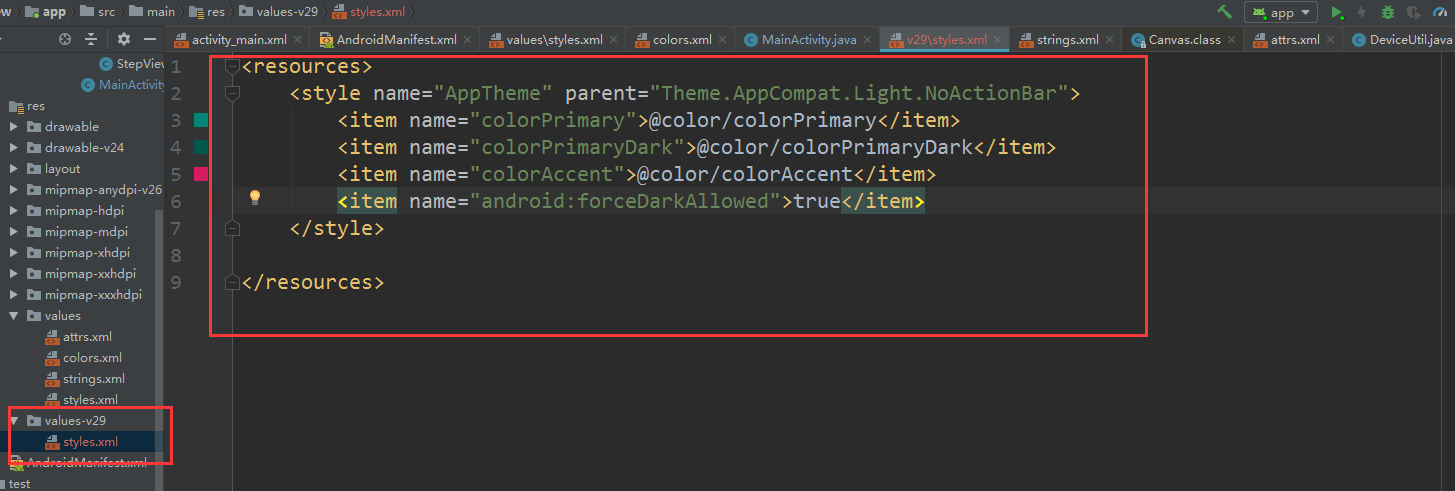 w app src main res values-v29 styles.xml
app
activity_main.xml AndroidManifest.xml values\styles.xml colors.xml MainActivity.java v29\styles.xml strings.xml Canvas.class attrs.xml DeviceUtil.java
StepView
MainActivity
res
drawable
drawable-v24
layout
mipmap-anydpi-v26
mipmap-hdpi
mipmap-mdpi
mipmap-xhdpi
mipmap-xxhdpi
mipmap-xxxhdpi
values
attrs.xml
colors.xml
strings.xml
styles.xml
values-v29
styles.xml
AndroidManifest.xml
test
1 <resources>
2 <style name="AppTheme" parent="Theme.AppCompat.Light.NoActionBar">
3 <item name="colorPrimary">@color/colorPrimary</item>
4 <item name="colorPrimaryDark">@color/colorPrimaryDark</item>
5 <item name="colorAccent">@color/colorAccent</item>
6 <item name="android:forceDarkAllowed">true</item>
7 </style>
8
9 </resources>